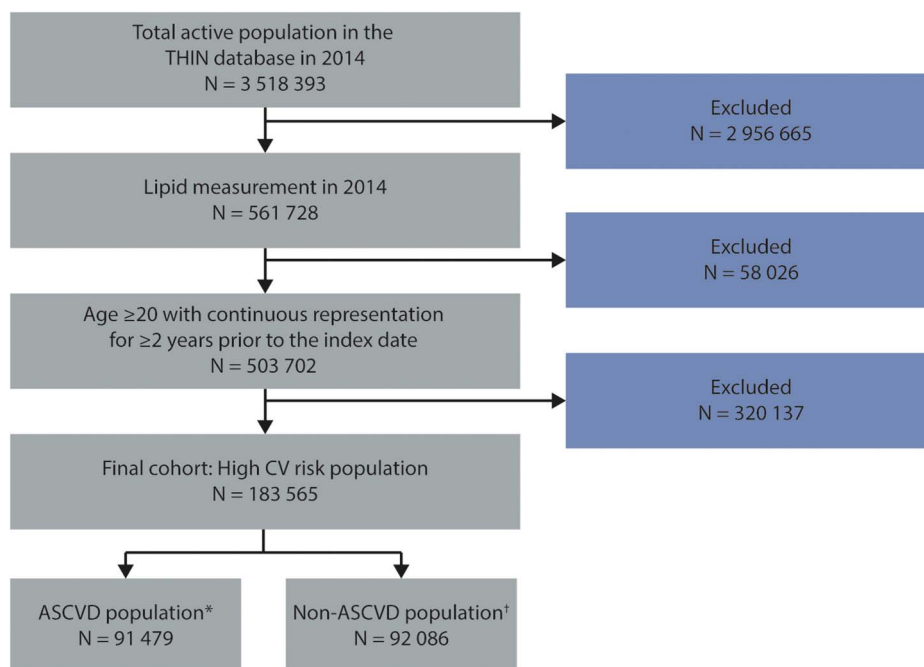 Total active population in the
THIN database in 2014
N = 3 518 393
Excluded
N = 2 956 665
Lipid measurement in 2014
N = 561 728
Excluded
N = 58 026
Age ≥20 with continuous representation
for ≥2 years prior to the index date
N = 503 702
Excluded
N = 320 137
Final cohort: High CV risk population
N = 183 565
ASCVD population*
N = 91 479
Non-ASCVD population†
N = 92 086